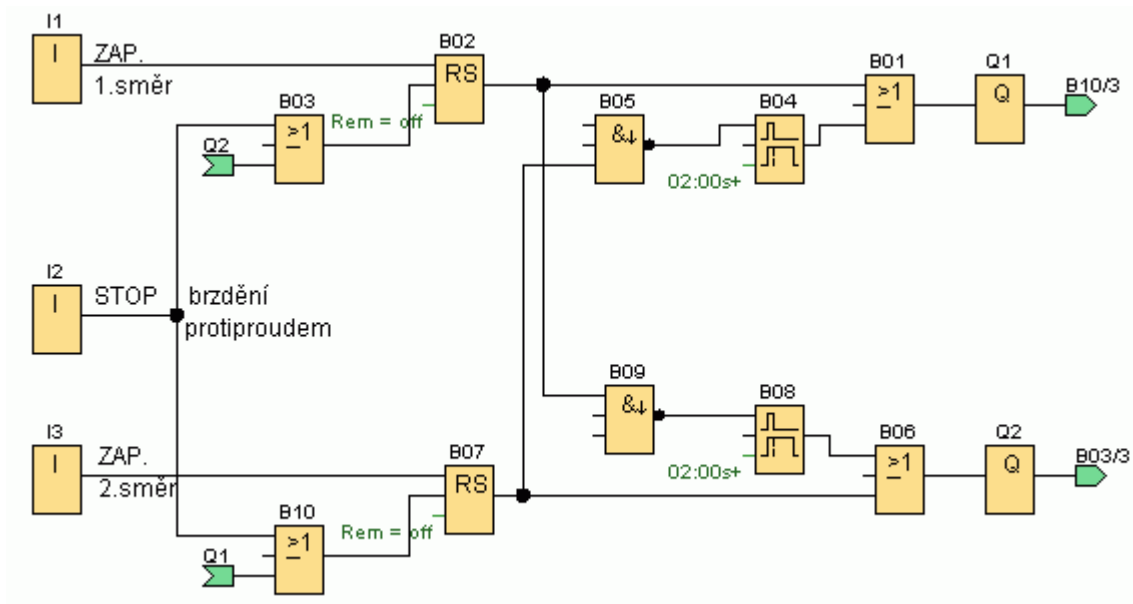 I1
I
ZAP.
1.směr
B02
RS
B03
>1
Rem = off
Q2
B05
&↓
B04
02:00s+
B01
>1
Q1
Q
B10/3
I2
I
STOP
brzdění
protiproudem
B09
&↓
B08
02:00s+
B06
>1
Q2
Q
B03/3
I3
I
ZAP.
2.směr
B07
RS
B10
>1
Rem = off
Q1